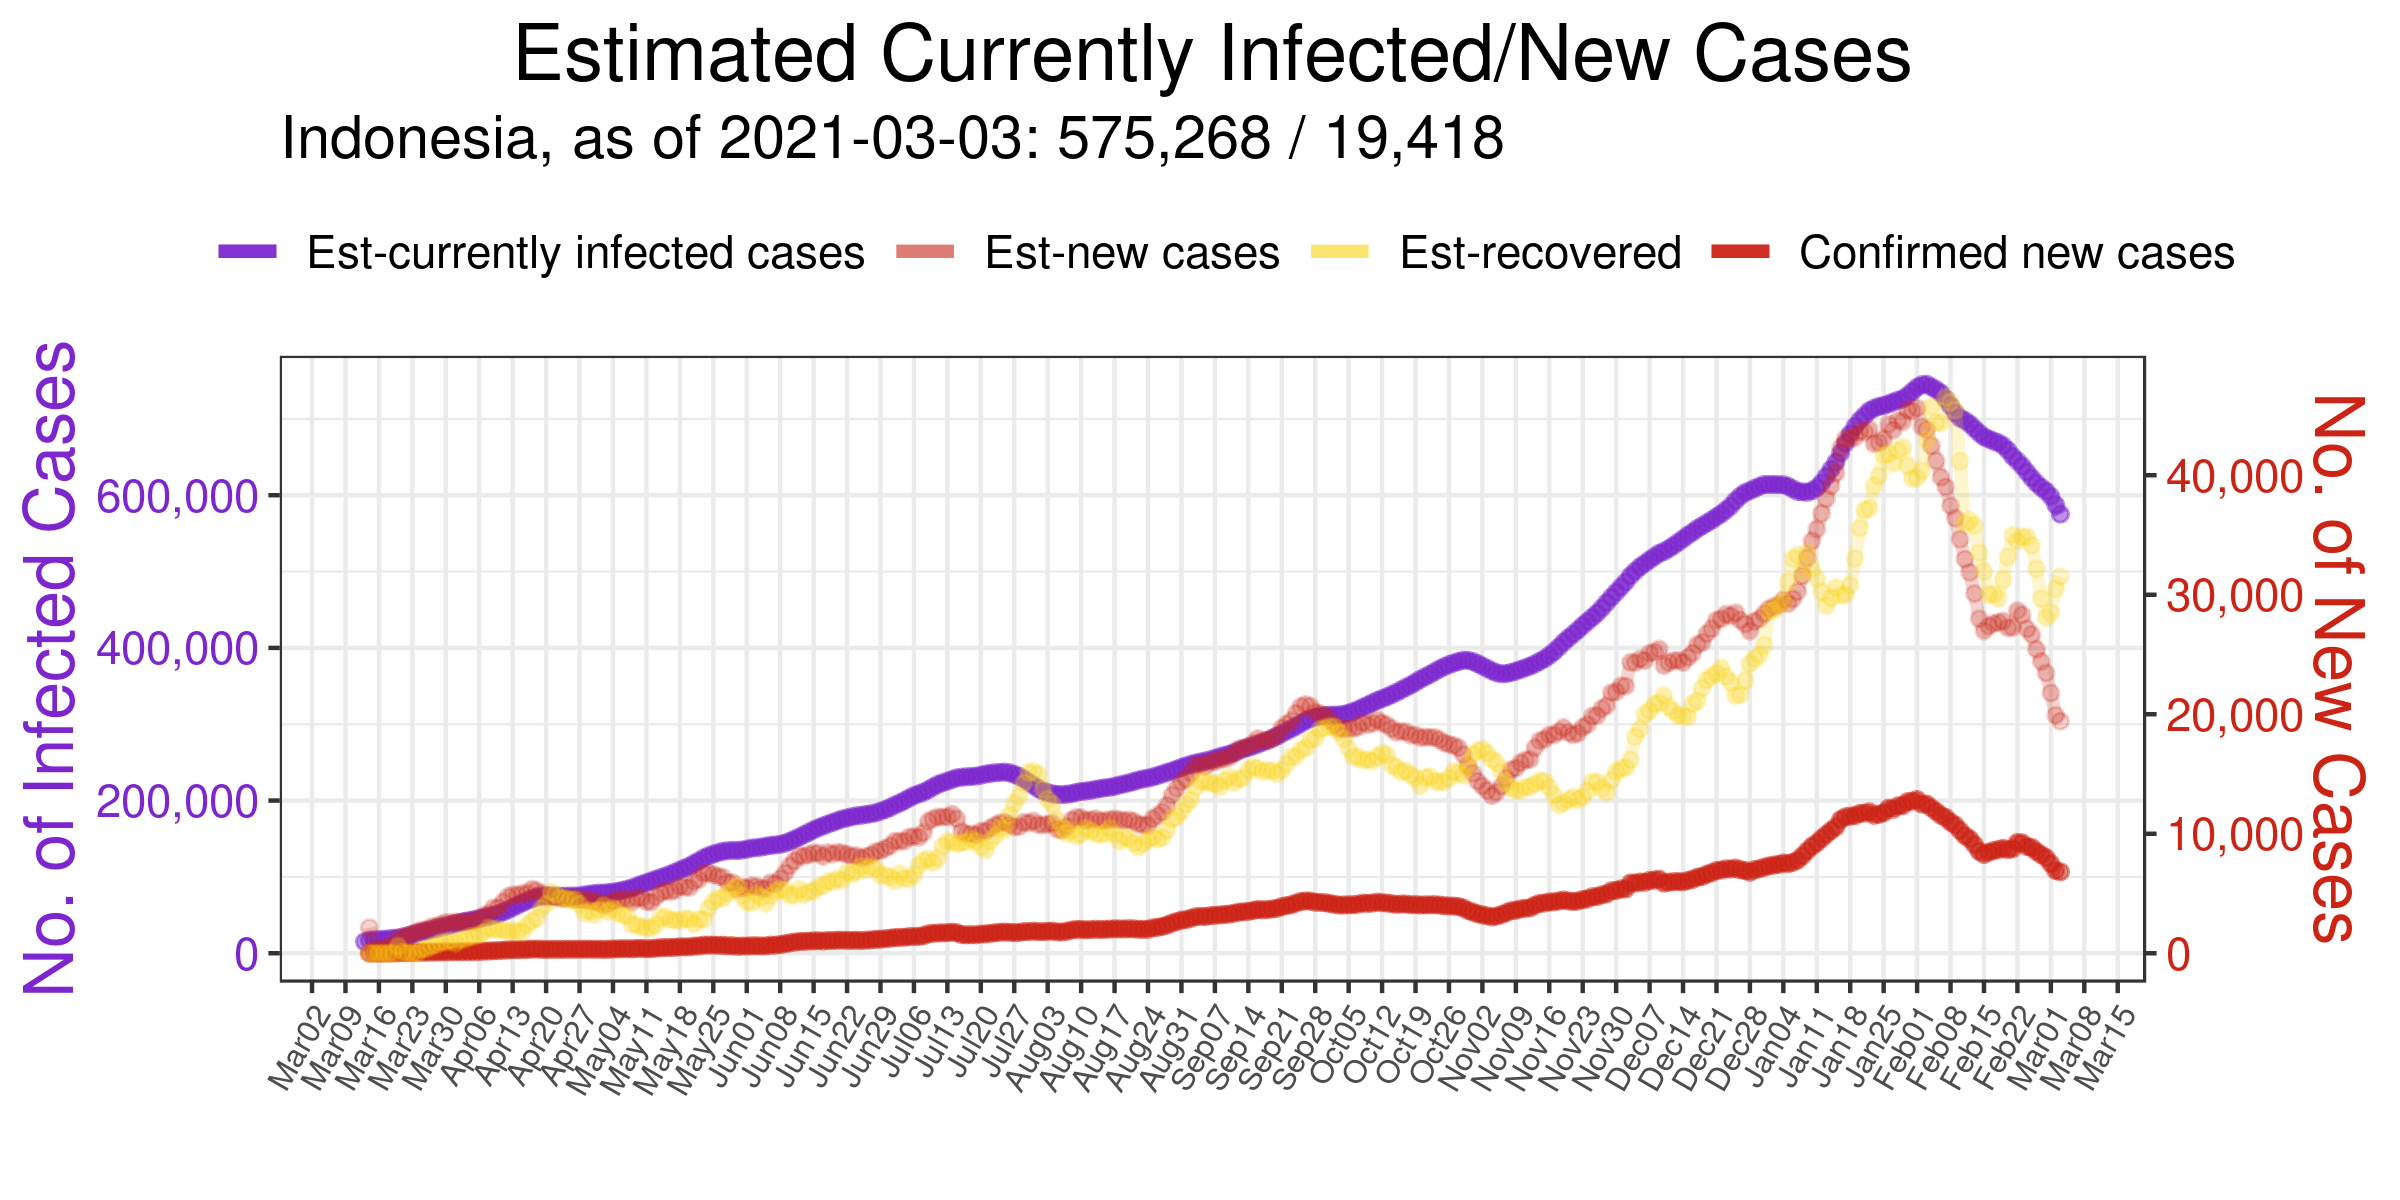 Estimated Currently Infected/New Cases
Indonesia, as of 2021-03-03: 575,268 / 19,418
Est-currently infected cases Est-new cases Est-recovered Confirmed new cases
No. of Infected Cases
600,000
400,000
200,000
0
40,000
30,000
20,000
10,000
0
No. of New Cases
Mar02 Mar09 Mar16 Mar23 Mar30 Apr06 Apr13 Apr20 Apr27 May04 May11 May18 May25 Jun01 Jun08 Jun15 Jun22 Jun29 Jul06 Jul13 Jul20 Jul27 Aug03 Aug10 Aug17 Aug24 Aug31 Sep07 Sep14 Sep21 Sep28 Oct05 Oct12 Oct19 Oct26 Nov02 Nov09 Nov16 Nov23 Nov30 Dec07 Dec14 Dec21 Dec28 Jan04 Jan11 Jan18 Jan25 Feb01 Feb08 Feb15 Feb22 Mar01 Mar08 Mar15